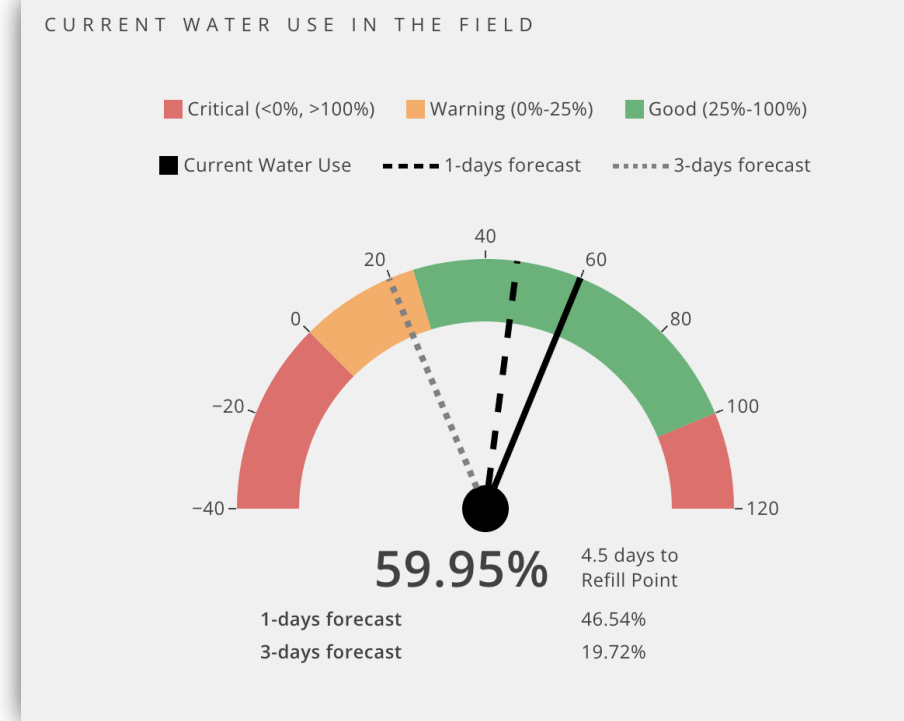 CURRENT WATER USE IN THE FIELD
Critical (<0%, >100%) Warning (0%-25%) Good (25%-100%)
Current Water Use 1-days forecast 3-days forecast
40
20 60
0 80
−20 100
−40 120
59.95% 4.5 days to
Refill Point
1-days forecast 46.54%
3-days forecast 19.72%